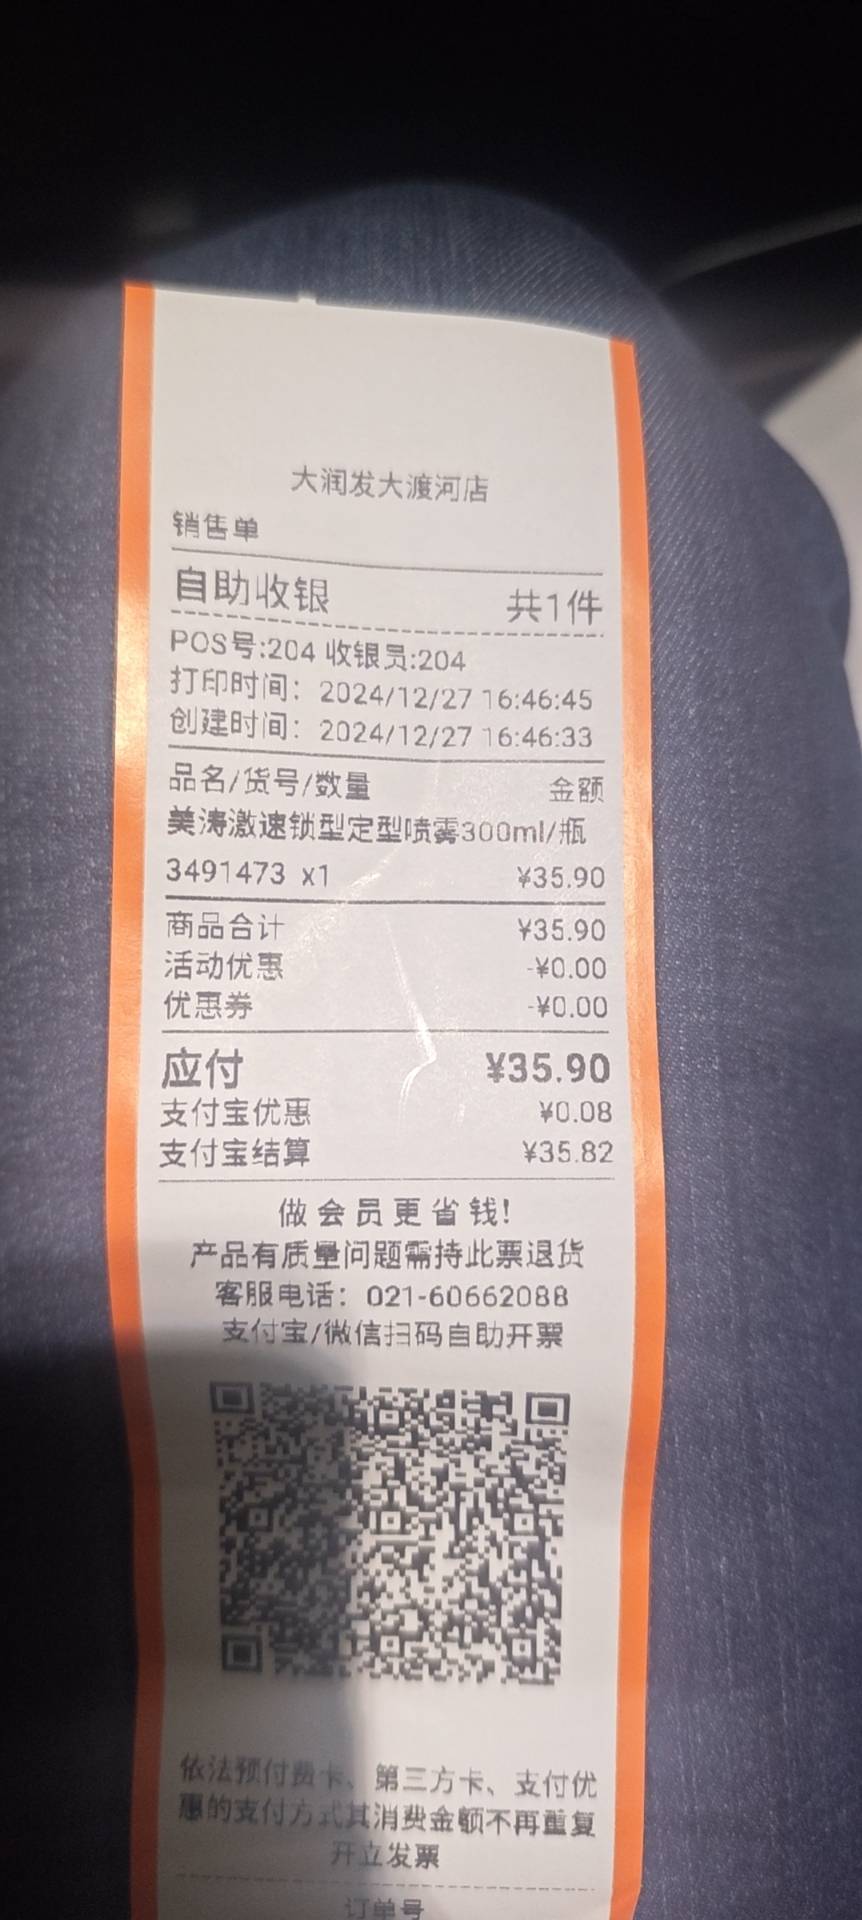 大润发大渡河店
销售单
自助收银 共1件
POS号:204 收银员:204
打印时间：2024/12/27 16:46:45
创建时间：2024/12/27 16:46:33
品名/货号/数量 金额
美涛激速锁型定型喷雾300ml/瓶
3491473 x1 ¥35.90
商品合计 ¥35.90
活动优惠 -¥0.00
优惠券 -¥0.00
应付 ¥35.90
支付宝优惠 ¥0.08
支付宝结算 ¥35.82
做会员更省钱!
产品有质量问题需持此票退货
客服电话：021-60662088
支付宝/微信扫码自助开票
依法预付费卡、第三方卡、支付优
惠的支付方式其消费金额不再重复
开立发票
订单号